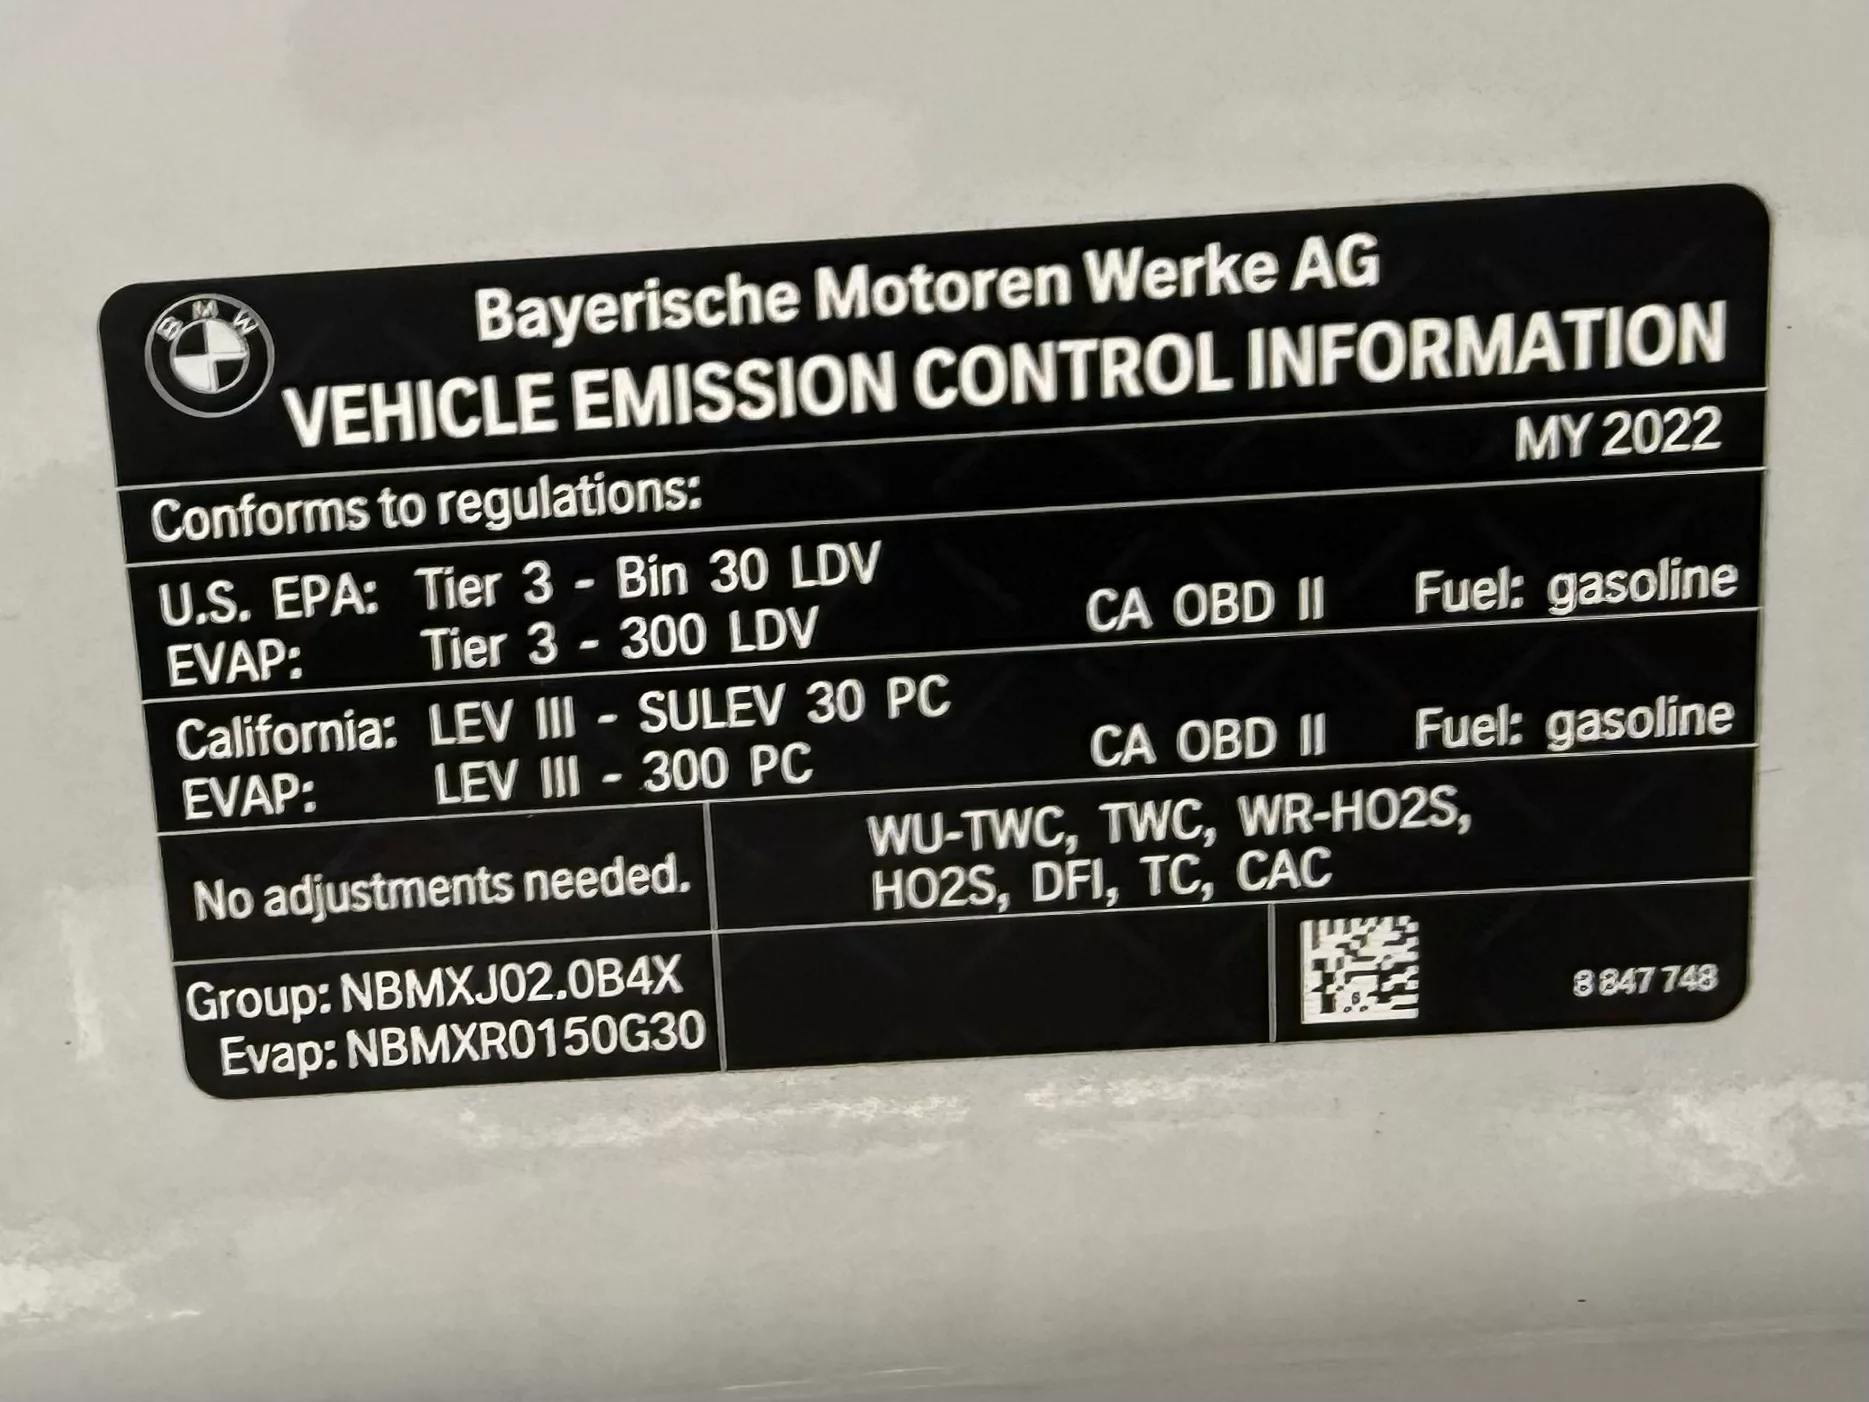 BMW
Bayerische Motoren Werke AG
VEHICLE EMISSION CONTROL INFORMATION
MY 2022
Conforms to regulations:
U.S. EPA: Tier 3 - Bin 30 LDV
EVAP: Tier 3 - 300 LDV CA OBD II Fuel: gasoline
California: LEV III - SULEV 30 PC
EVAP: LEV III - 300 PC CA OBD II Fuel: gasoline
No adjustments needed.
WU-TWC, TWC, WR-HO2S,
HO2S, DFI, TC, CAC
Group: NBMXJ02.0B4X
Evap: NBMXR0150G30
8 847 748